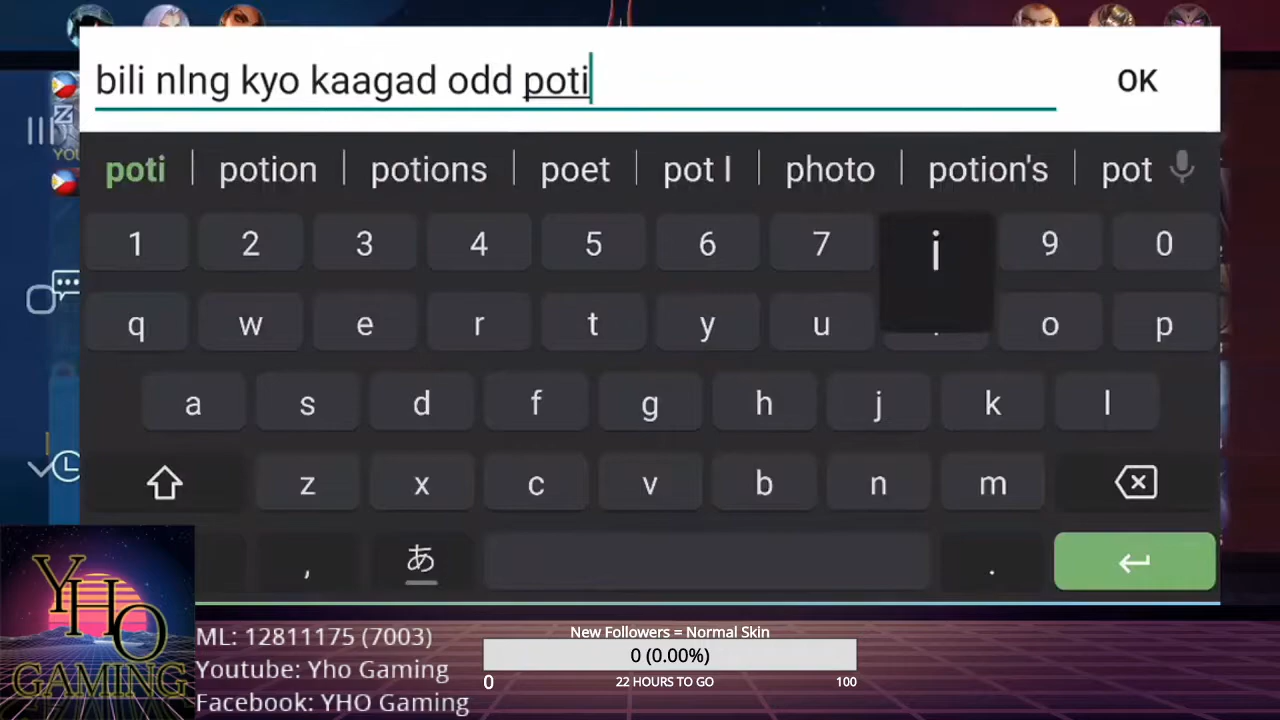 bili nlng kyo kaagad odd poti
OK
poti potion potions poet pot I photo potion's pot
1 2 3 4 5 6 7 i 9 0
q w e r t y u o p
a s d f g h j k l
z x c v b n m
, あ .
YHO
GAMING
ML: 12811175 (7003)
Youtube: Yho Gaming
Facebook: YHO Gaming
New Followers = Normal Skin
0 (0.00%)
0 22 HOURS TO GO 100